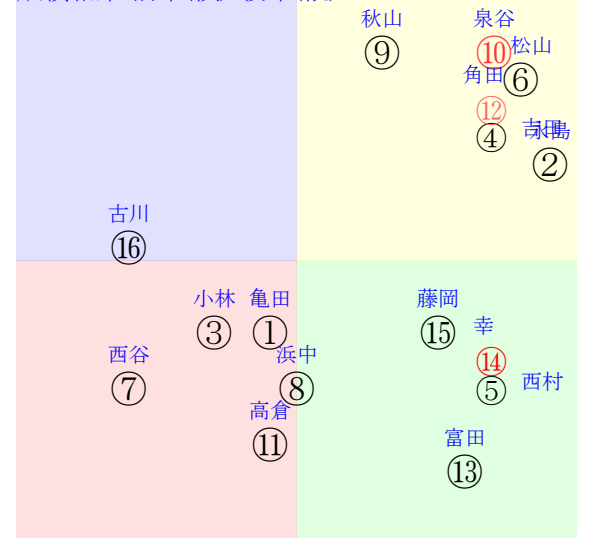 秋山
泉谷
⑨
⑩
松山
角田
⑥
⑫
④
吉田
②
古川
⑯
小林
亀田
藤岡
③
①
⑮
幸
西谷
浜中
⑭
⑦
⑧
⑤
西村
高倉
⑪
富田
⑬